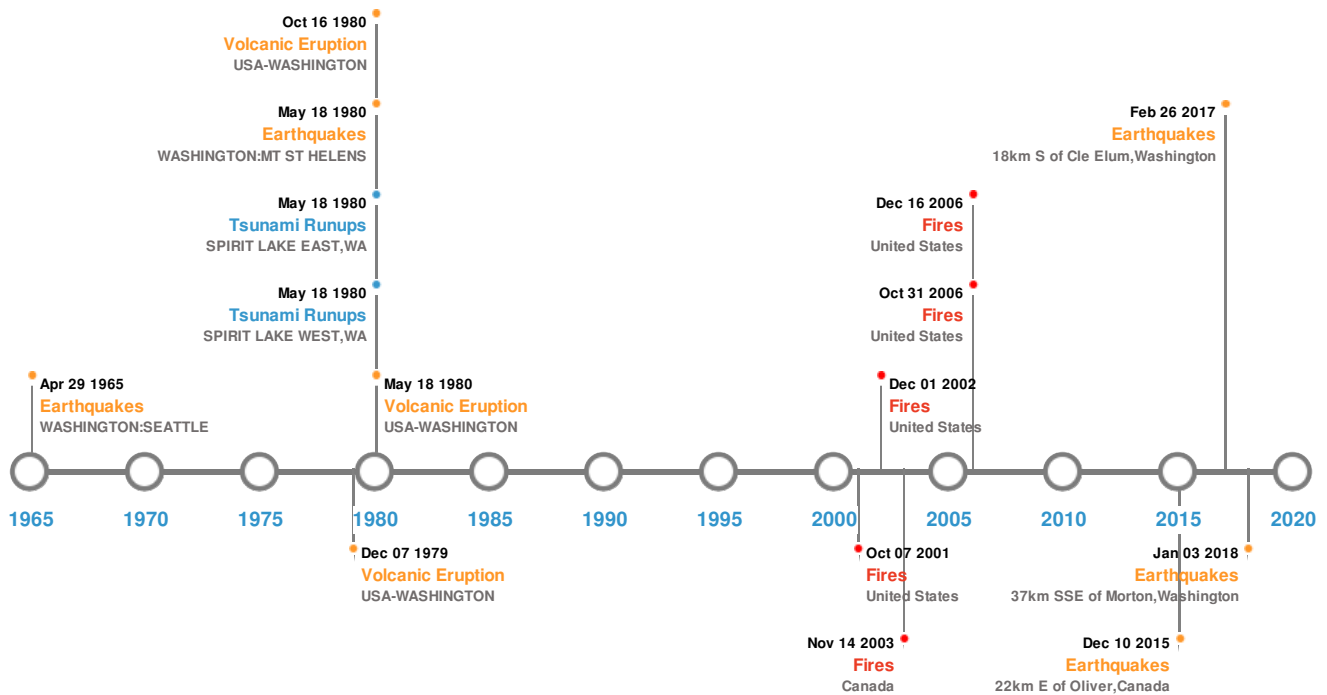 Oct 16 1980
Volcanic Eruption
USA-WASHINGTON
May 18 1980
Earthquakes
WASHINGTON:MT ST HELENS
May 18 1980
Tsunami Runups
SPIRIT LAKE EAST,WA
May 18 1980
Tsunami Runups
SPIRIT LAKE WEST,WA
Apr 29 1965
Earthquakes
WASHINGTON:SEATTLE
May 18 1980
Volcanic Eruption
USA-WASHINGTON
Feb 26 2017
Earthquakes
18km S of Cle Elum,Washington
Dec 16 2006
Fires
United States
Oct 31 2006
Fires
United States
Dec 01 2002
Fires
United States
1965 1970 1975 1980 1985 1990 1995 2000 2005 2010 2015 2020
Dec 07 1979
Volcanic Eruption
USA-WASHINGTON
Oct 07 2001
Fires
United States
Jan 03 2018
Earthquakes
37km SSE of Morton,Washington
Nov 14 2003
Fires
Canada
Dec 10 2015
Earthquakes
22km E of Oliver,Canada